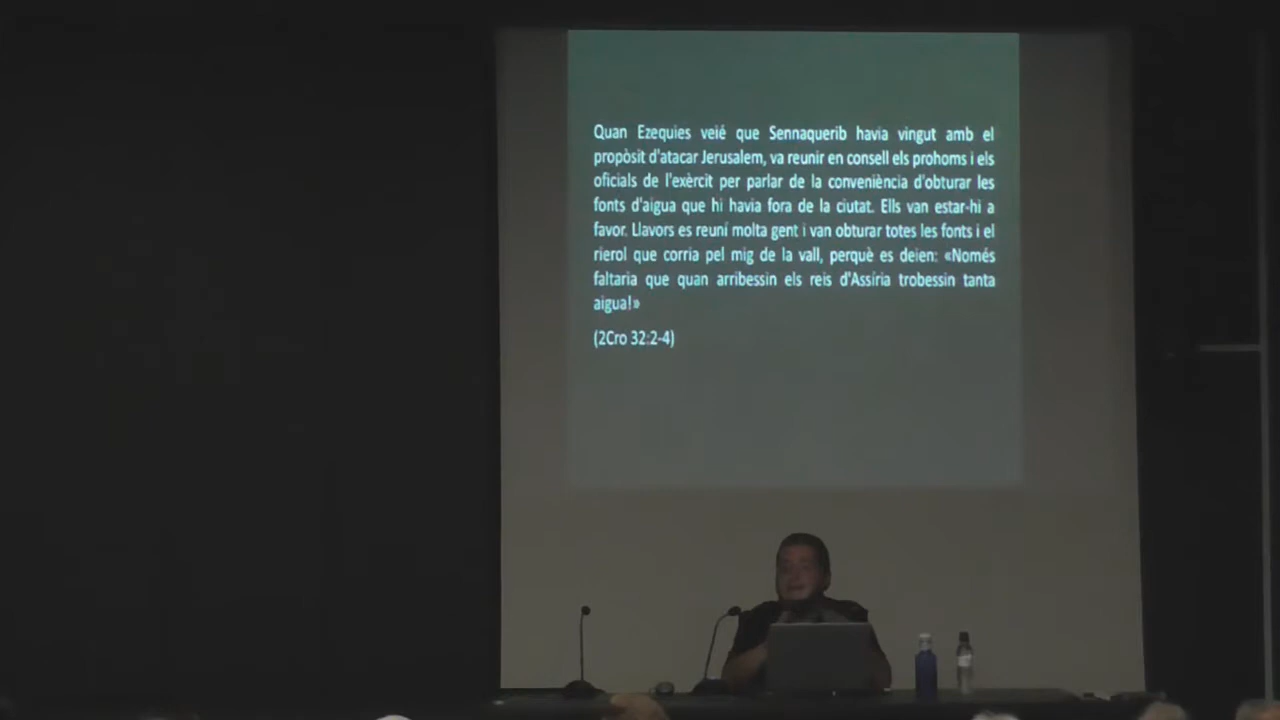 Quan Ezequies veié que Sennaquerib havia vingut amb el
propòsit d'atacar Jerusalem, va reunir en consell els prohoms i els
oficials de l'exèrcit per parlar de la conveniència d'obturar les
fonts d'aigua que hi havia fora de la ciutat. Ells van estar-hi a
favor. Llavors es reuní molta gent i van obturar totes les fonts i el
rierol que corria pel mig de la vall, perquè es deien: «Només
faltaria que quan arribessin els reis d'Assíria trobessin tanta
aigua!»
(2Cro 32:2-4)